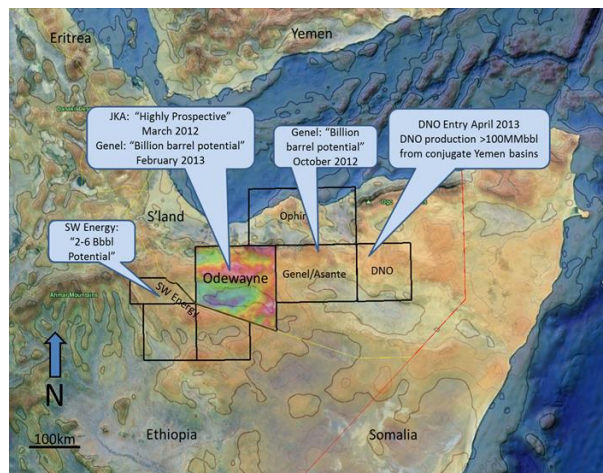 Eritrea
Yemen
JKA: “Highly Prospective”
March 2012
Genel: “Billion barrel potential”
February 2013
Genel: “Billion
barrel potential”
October 2012
DNO Entry April 2013
DNO production >100MMbbl
from conjugate Yemen basins
SW Energy:
“2-6 Bbbl
Potential”
S’land
Ophir
Odewayne
Genel/Asante
DNO
SW Energy
Ahmar Mountains
N
100km
Ethiopia
Somalia